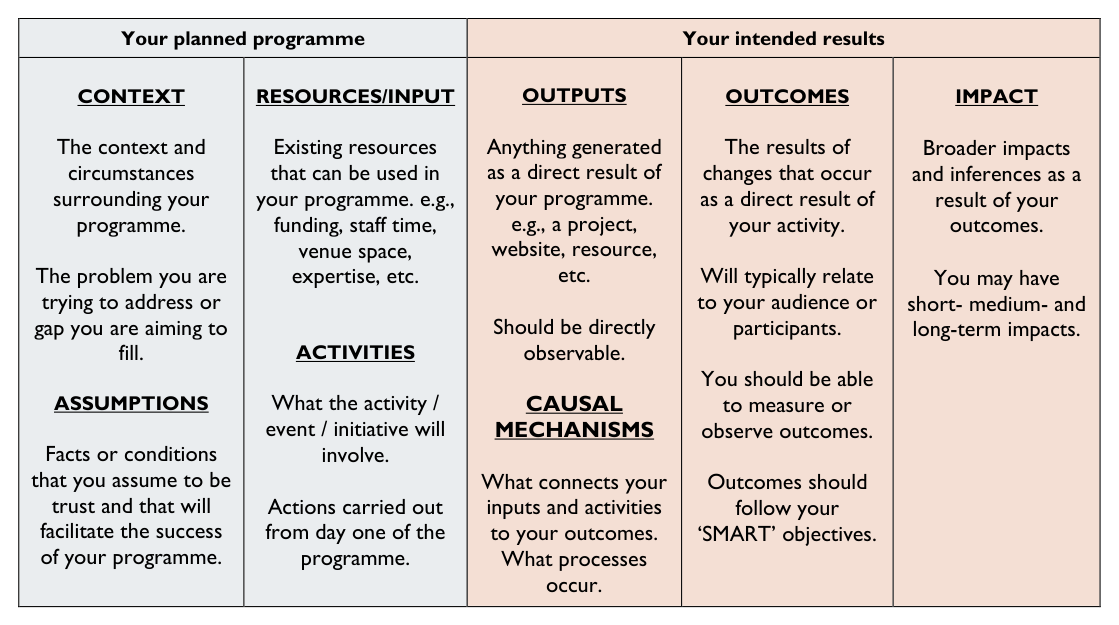 Your planned programme
Your intended results
CONTEXT
The context and
circumstances
surrounding your
programme.
The problem you are
trying to address or
gap you are aiming to
fill.
ASSUMPTIONS
Facts or conditions
that you assume to be
trust and that will
facilitate the success
of your programme.
RESOURCES/INPUT
Existing resources
that can be used in
your programme. e.g.,
funding, staff time,
venue space,
expertise, etc.
ACTIVITIES
What the activity /
event / initiative will
involve.
Actions carried out
from day one of the
programme.
OUTPUTS
Anything generated
as a direct result of
your programme.
e.g., a project,
website, resource,
etc.
Should be directly
observable.
CAUSAL
MECHANISMS
What connects your
inputs and activities
to your outcomes.
What processes
occur.
OUTCOMES
The results of
changes that occur
as a direct result of
your activity.
Will typically relate
to your audience or
participants.
You should be able
to measure or
observe outcomes.
Outcomes should
follow your
‘SMART’ objectives.
IMPACT
Broader impacts
and inferences as a
result of your
outcomes.
You may have
short- medium- and
long-term impacts.